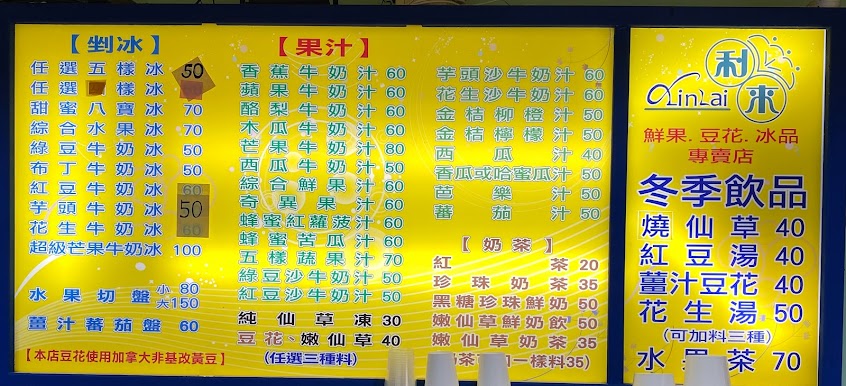 【剉冰】
任選五樣冰 50
任選 樣冰
甜蜜八寶冰 70
綜合水果冰 70
綠豆牛奶冰 50
布丁牛奶冰 50
紅豆牛奶冰 60
芋頭牛奶冰 50
花生牛奶冰 60
超級芒果牛奶冰 100
水果切盤 小 80
大150
薑汁蕃茄盤 60
【本店豆花使用加拿大非基改黃豆】
【果汁】
香蕉牛奶汁 60
蘋果牛奶汁 60
酪梨牛奶汁 60
木瓜牛奶汁 60
芒果牛奶汁 80
西瓜牛奶汁 50
綜合鮮果汁 60
奇異果汁 60
蜂蜜紅蘿菠汁 60
蜂蜜苦瓜汁 60
五樣蔬果汁 70
綠豆沙牛奶汁 50
紅豆沙牛奶汁 50
純仙草凍 30
豆花、嫩仙草 40
(任選三種料)
芋頭沙牛奶汁 60
花生沙牛奶汁 60
金桔柳橙汁 50
金桔檸檬汁 50
西瓜汁 40
香瓜或哈蜜瓜汁 50
芭樂汁 50
蕃茄汁 50
【奶茶】
紅茶 20
珍珠奶茶 35
黑糖珍珠鮮奶 50
嫩仙草鮮奶飲 50
嫩仙草奶茶 35
一樣料35)
利來
QinLai
鮮果.豆花.冰品
專賣店
冬季飲品
燒仙草 40
紅豆湯 40
薑汁豆花 40
花生湯 50
(可加料三種)
水果茶 70